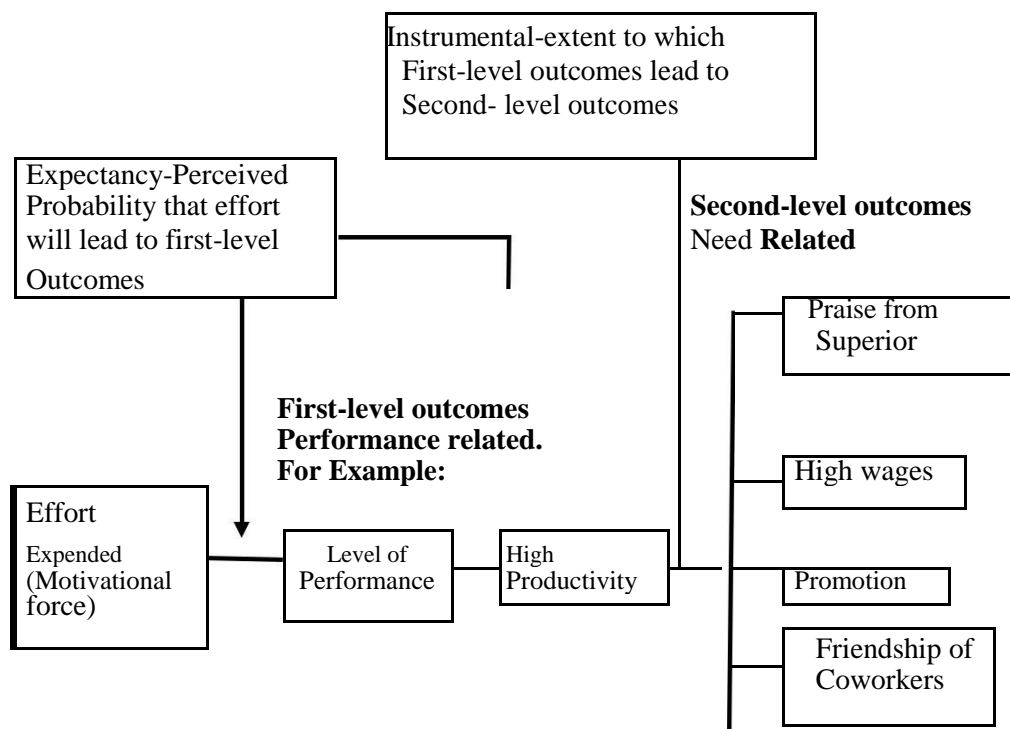 Instrumental-extent to which
First-level outcomes lead to
Second- level outcomes
Expectancy-Perceived
Probability that effort
will lead to first-level
Outcomes
Second-level outcomes
Need Related
Praise from
Superior
First-level outcomes
Performance related.
For Example:
High wages
Effort
Expended
(Motivational
force)
Level of
Performance
High
Productivity
Promotion
Friendship of
Coworkers